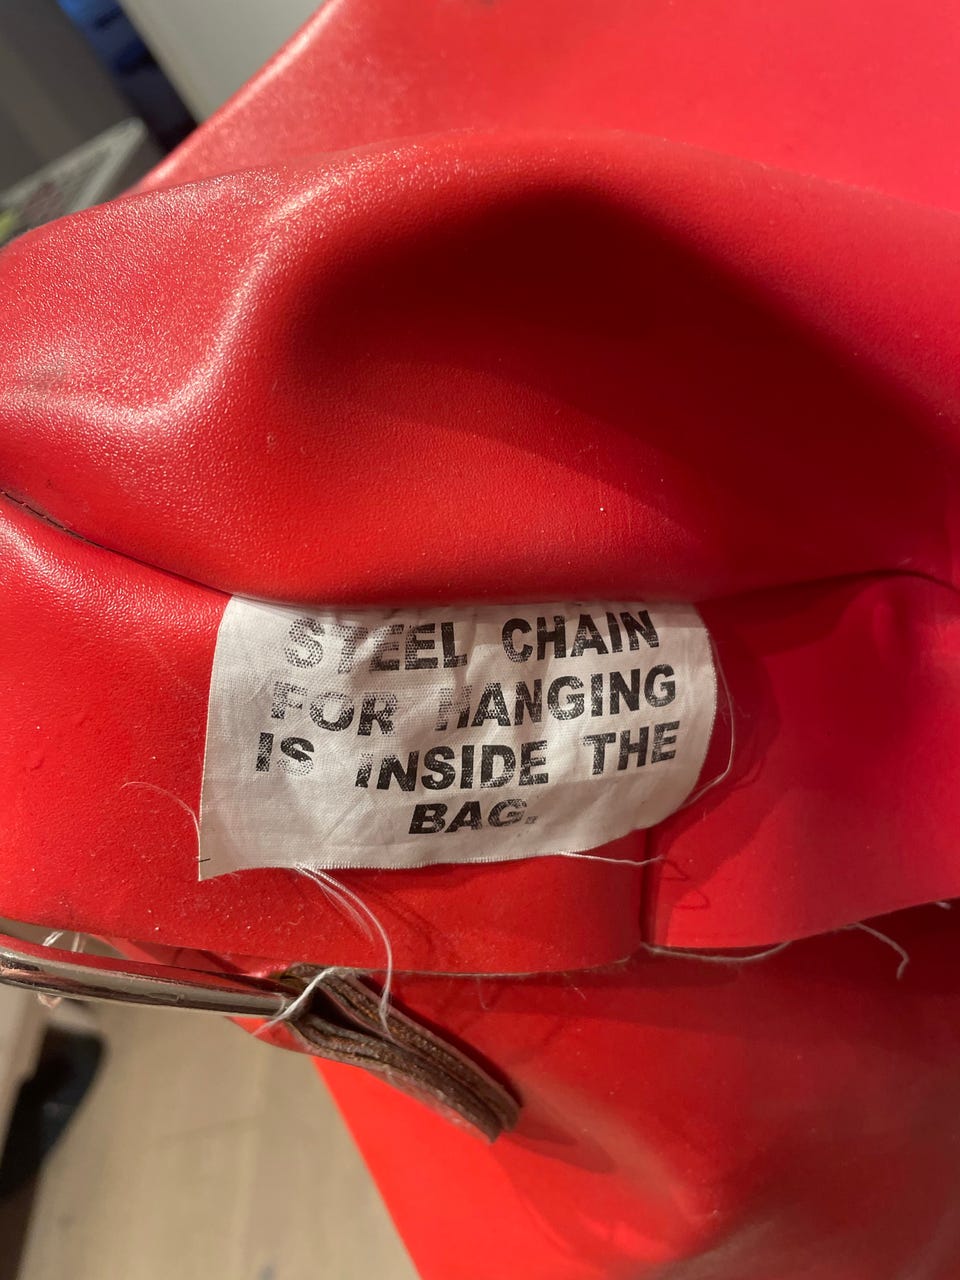 STEEL CHAIN
FOR HANGING
IS INSIDE THE
BAG.